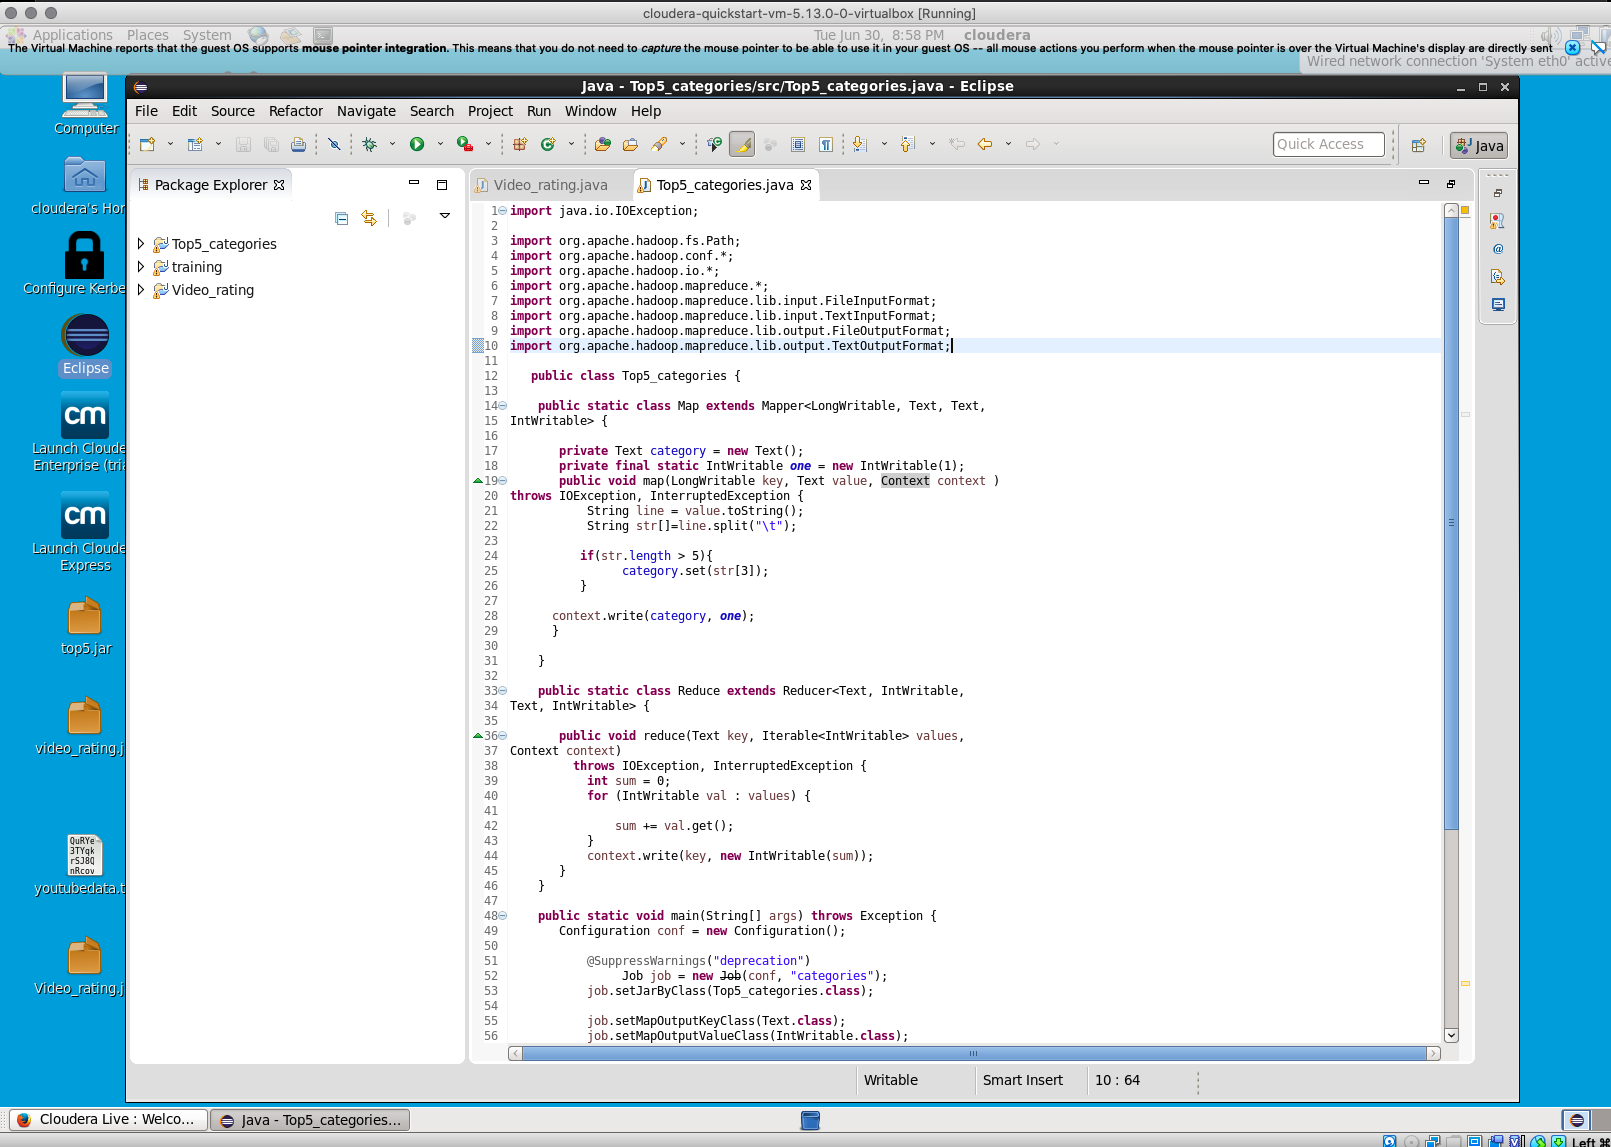 cloudera-quickstart-vm-5.13.0-0-virtualbox [Running]
Applications Places System Tue Jun 30, 8:58 PM cloudera
The Virtual Machine reports that the guest OS supports mouse pointer integration. This means that you do not need to capture the mouse pointer to be able to use it in your guest OS -- all mouse actions you perform when the mouse pointer is over the Virtual Machine's display are directly sent
Wired network connection 'System eth0' active
Java - Top5_categories/src/Top5_categories.java - Eclipse
File Edit Source Refactor Navigate Search Project Run Window Help
Quick Access
Java
Package Explorer
Video_rating.java
Top5_categories.java
Top5_categories
training
Video_rating
1 import java.io.IOException;
2
3 import org.apache.hadoop.fs.Path;
4 import org.apache.hadoop.conf.*;
5 import org.apache.hadoop.io.*;
6 import org.apache.hadoop.mapreduce.*;
7 import org.apache.hadoop.mapreduce.lib.input.FileInputFormat;
8 import org.apache.hadoop.mapreduce.lib.input.TextInputFormat;
9 import org.apache.hadoop.mapreduce.lib.output.FileOutputFormat;
10 import org.apache.hadoop.mapreduce.lib.output.TextOutputFormat;
11
12 public class Top5_categories {
13
14 public static class Map extends Mapper<LongWritable, Text, Text,
15 IntWritable> {
16
17 private Text category = new Text();
18 private final static IntWritable one = new IntWritable(1);
19 public void map(LongWritable key, Text value, Context context )
20 throws IOException, InterruptedException {
21 String line = value.toString();
22 String str[]=line.split("\t");
23
24 if(str.length > 5){
25 category.set(str[3]);
26 }
27
28 context.write(category, one);
29 }
30
31 }
32
33 public static class Reduce extends Reducer<Text, IntWritable,
34 Text, IntWritable> {
35
36 public void reduce(Text key, Iterable<IntWritable> values,
37 Context context)
38 throws IOException, InterruptedException {
39 int sum = 0;
40 for (IntWritable val : values) {
41
42 sum += val.get();
43 }
44 context.write(key, new IntWritable(sum));
45 }
46 }
47
48 public static void main(String[] args) throws Exception {
49 Configuration conf = new Configuration();
50
51 @SuppressWarnings("deprecation")
52 Job job = new Job(conf, "categories");
53 job.setJarByClass(Top5_categories.class);
54
55 job.setMapOutputKeyClass(Text.class);
56 job.setMapOutputValueClass(IntWritable.class);
Writable
Smart Insert
10 : 64
Computer
cloudera's Hor
Configure Kerbe
Eclipse
cm
Launch Cloude
Enterprise (tria
cm
Launch Cloude
Express
top5.jar
video_rating.j
QuRYe
3TYqk
rSJ8Q
nRcov
youtubedata.t
Video_rating.j
Cloudera Live : Welco...
Java - Top5_categories...
Left ⌘